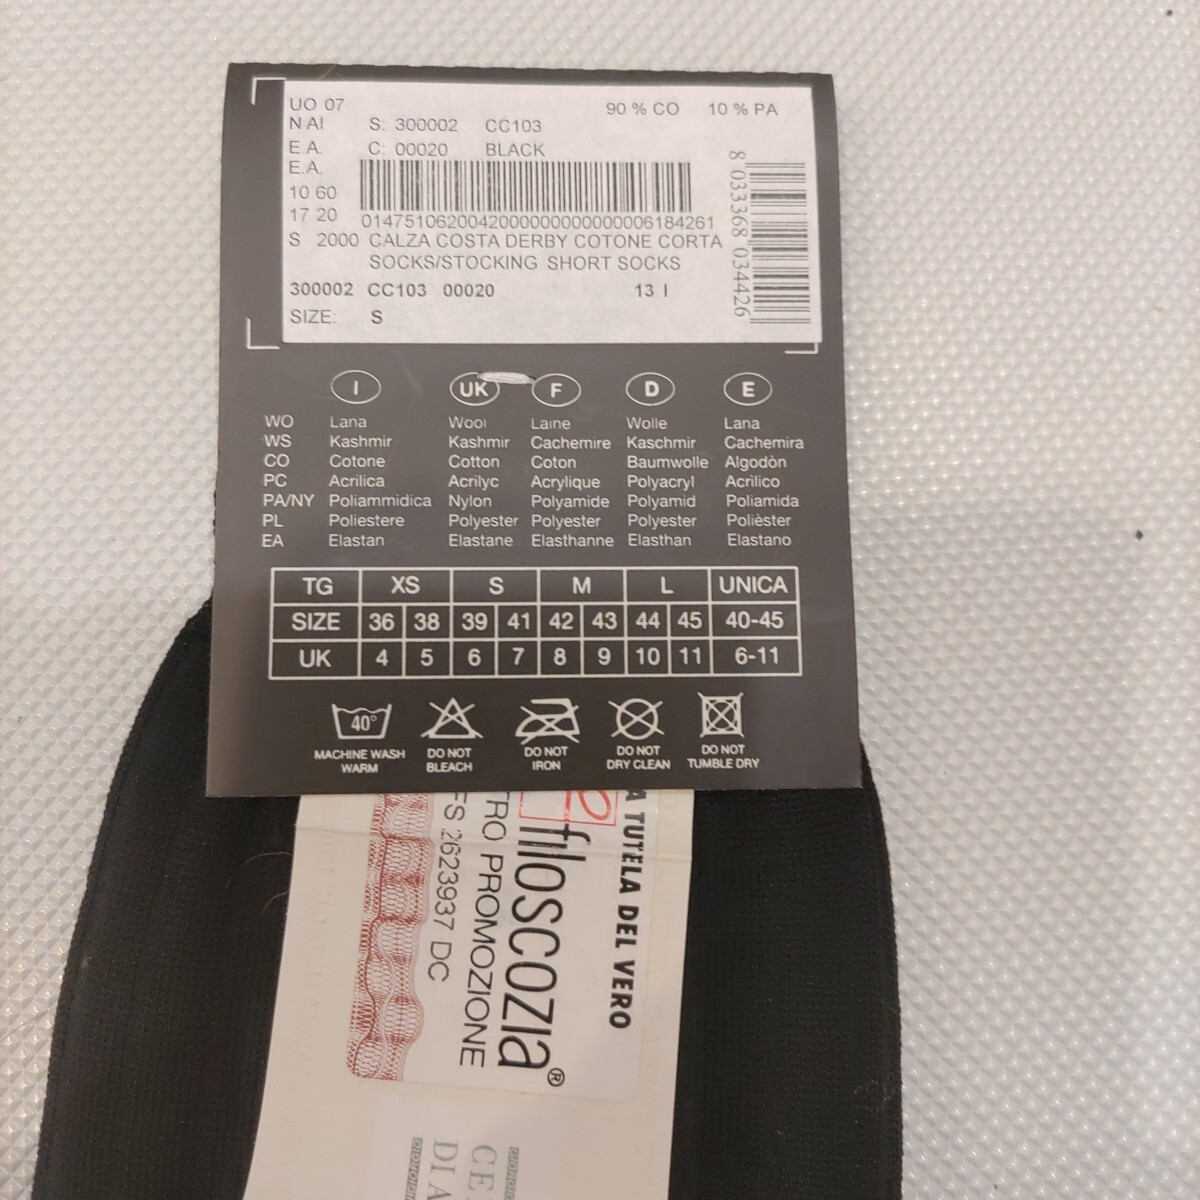 UO 07 90 % CO 10 % PA
N AI S: 300002 CC103
E.A. C: 00020 BLACK
E.A.
10 60
17 20 0147510620042000000000000006184261
S 2000 CALZA COSTA DERBY COTONE CORTA
SOCKS/STOCKING SHORT SOCKS
300002 CC103 00020 13 I
SIZE: S
8 033368 034426
I UK F D E
WO Lana Wool Laine Wolle Lana
WS Kashmir Kashmir Cachemire Kaschmir Cachemira
CO Cotone Cotton Coton Baumwolle Algodòn
PC Acrilica Acrilyc Acrylique Polyacryl Acrilico
PA/NY Poliammidica Nylon Polyamide Polyamid Poliamida
PL Poliestere Polyester Polyester Polyester Polièster
EA Elastan Elastane Elasthanne Elasthan Elastano
TG XS S M L UNICA
SIZE 36 38 39 41 42 43 44 45 40-45
UK 4 5 6 7 8 9 10 11 6-11
40°
MACHINE WASH WARM
DO NOT BLEACH
DO NOT IRON
DO NOT DRY CLEAN
DO NOT TUMBLE DRY
A TUTELA DEL VERO
filoscozia®
TRO PROMOZIONE
FS 2623937 DC
CE
DI A